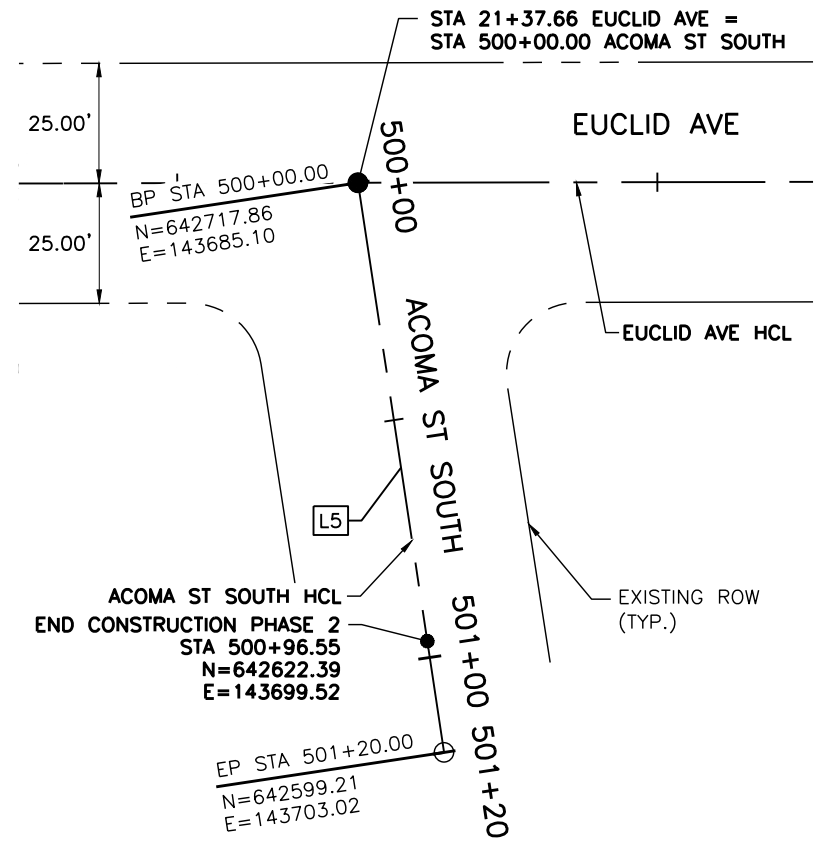 STA 21+37.66 EUCLID AVE =
STA 500+00.00 ACOMA ST SOUTH
25.00'
EUCLID AVE
500+00
BP STA 500+00.00
N=642717.86
E=143685.10
25.00'
EUCLID AVE HCL
ACOMA ST SOUTH
L5
ACOMA ST SOUTH HCL
END CONSTRUCTION PHASE 2
STA 500+96.55
N=642622.39
E=143699.52
EXISTING ROW
(TYP.)
501+00
501+20
EP STA 501+20.00
N=642599.21
E=143703.02